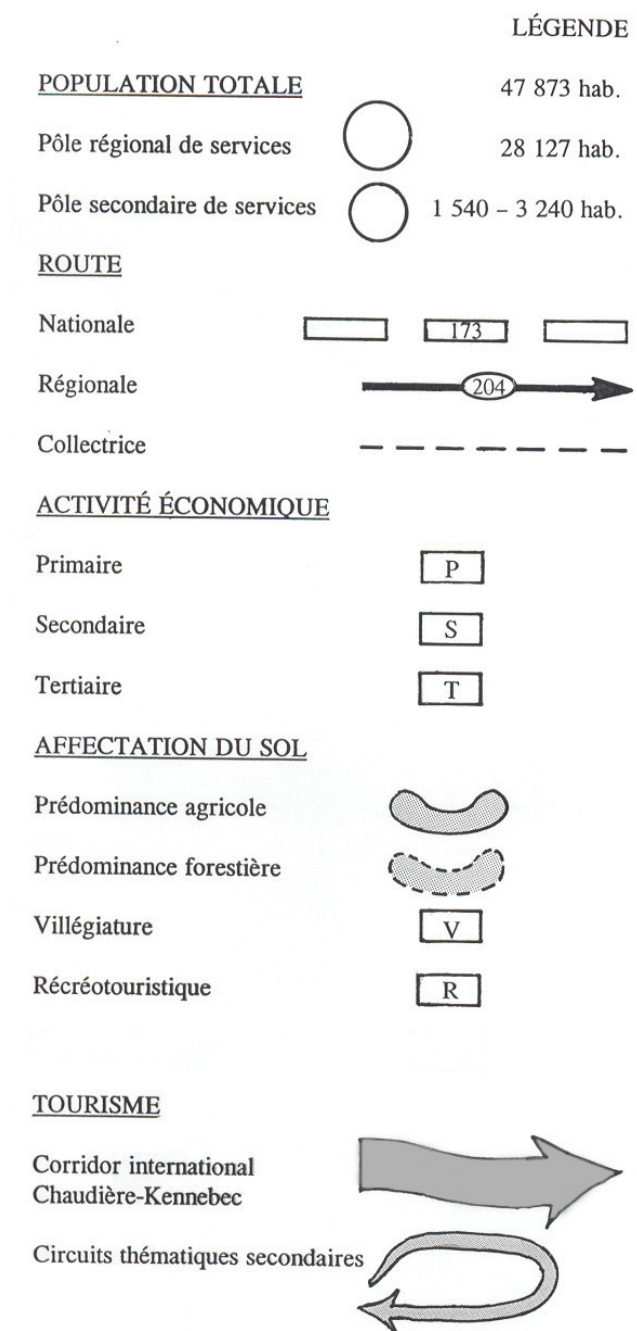 LÉGENDE
POPULATION TOTALE 47 873 hab.
Pôle régional de services 28 127 hab.
Pôle secondaire de services 1 540 – 3 240 hab.
ROUTE
Nationale 173
Régionale 204
Collectrice
ACTIVITÉ ÉCONOMIQUE
Primaire P
Secondaire S
Tertiaire T
AFFECTATION DU SOL
Prédominance agricole
Prédominance forestière
Villégiature V
Récréotouristique R
TOURISME
Corridor international
Chaudière-Kennebec
Circuits thématiques secondaires